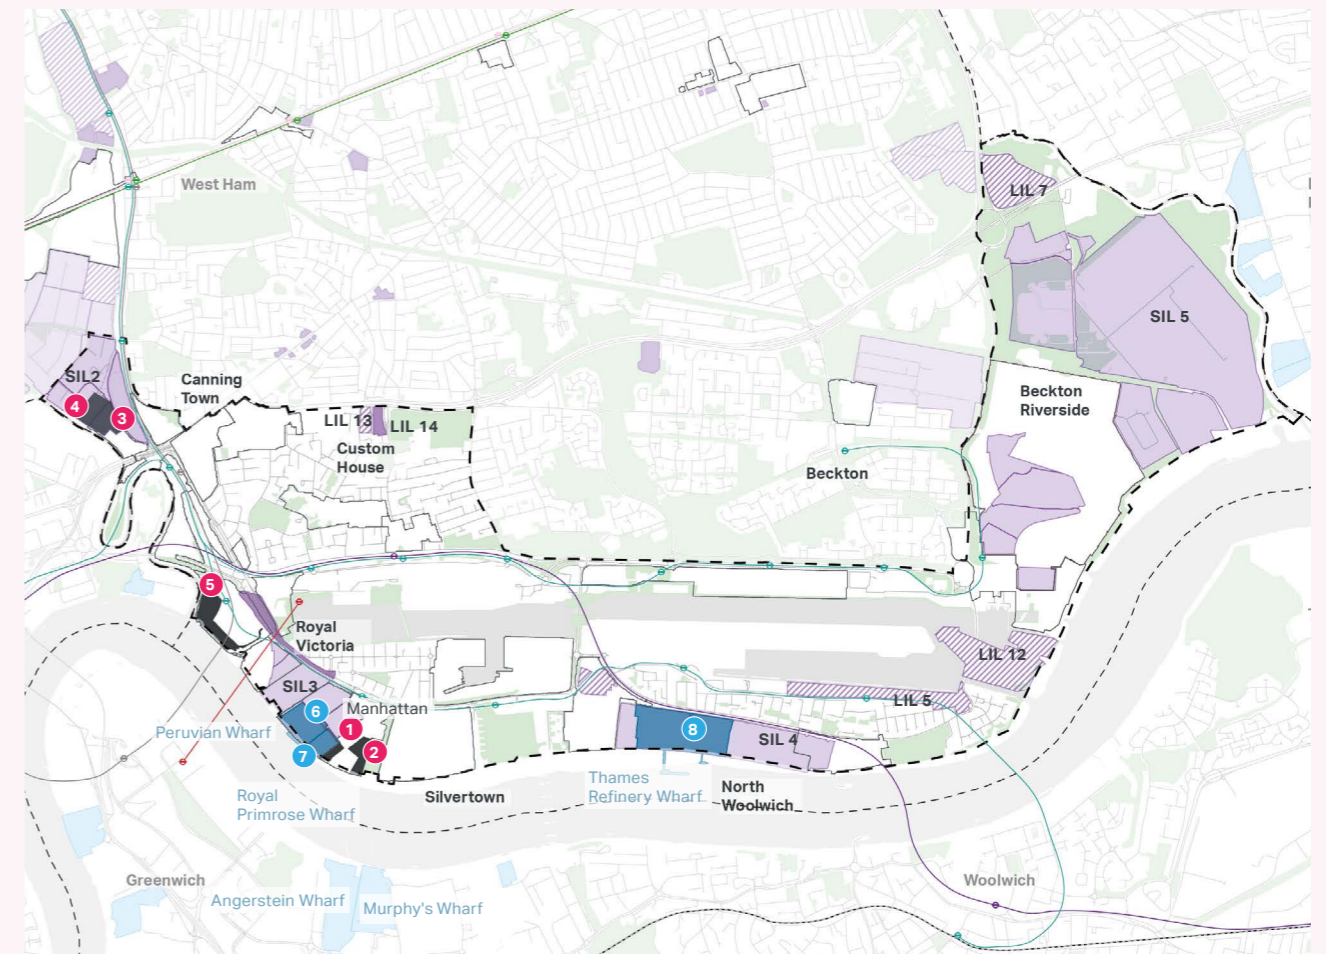 West Ham
LIL 7
SIL 5
SIL2
Canning
Town
4
3
LIL 13
LIL 14
Custom
House
Beckton
Riverside
Beckton
5
Royal
Victoria
LIL 12
SIL3
LIL 5
6
Manhattan
1
Peruvian Wharf
8
7
2
SIL 4
Thames
Refinery Wharf
North
Woolwich
Royal
Primrose Wharf
Silvertown
Greenwich
Woolwich
Angerstein Wharf
Murphy's Wharf